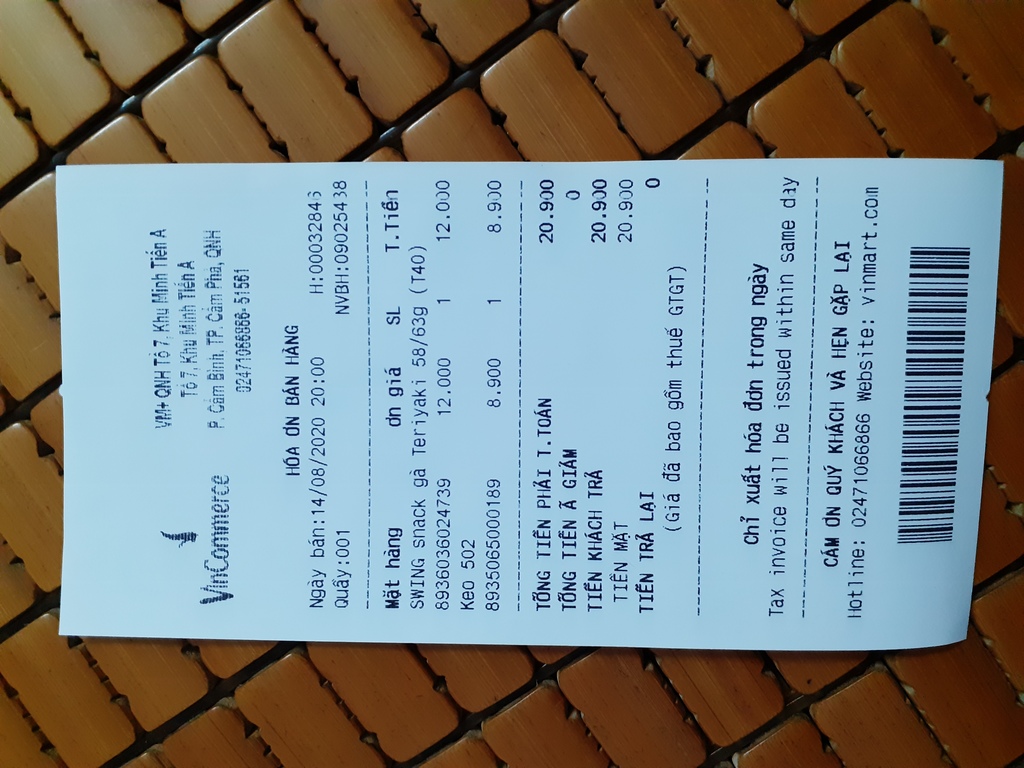 VinCommerce
VM+ QNH Tổ 7, Khu Minh Tiến A
Tổ 7, Khu Minh Tiến A
P. Cẩm Bình, TP. Cẩm Phả, QNH
02471066866-51561
HÓA ĐN BÁN HÀNG
Ngày bán:14/08/2020 20:00 H:00032846
Quầy:001 NVBH:09025438
Mặt hàng đn giá SL T.Tiền
SWING snack gà Teriyaki 58/63g (T40)
8936036024739 12.000 1 12.000
Keo 502
8935065000189 8.900 1 8.900
TỔNG TIỀN PHẢI T.TOÁN 20.900
TỔNG TIỀN Ã GIẢM 0
TIỀN KHÁCH TRẢ 20.900
TIỀN MẶT 20.900
TIỀN TRẢ LẠI 0
(Giá đã bao gồm thuế GTGT)
Chỉ xuất hóa đơn trong ngày
Tax invoice will be issued within same day
CẢM ƠN QUÝ KHÁCH VÀ HẸN GẶP LẠI
Hotline: 02471066866 Website: vinmart.com